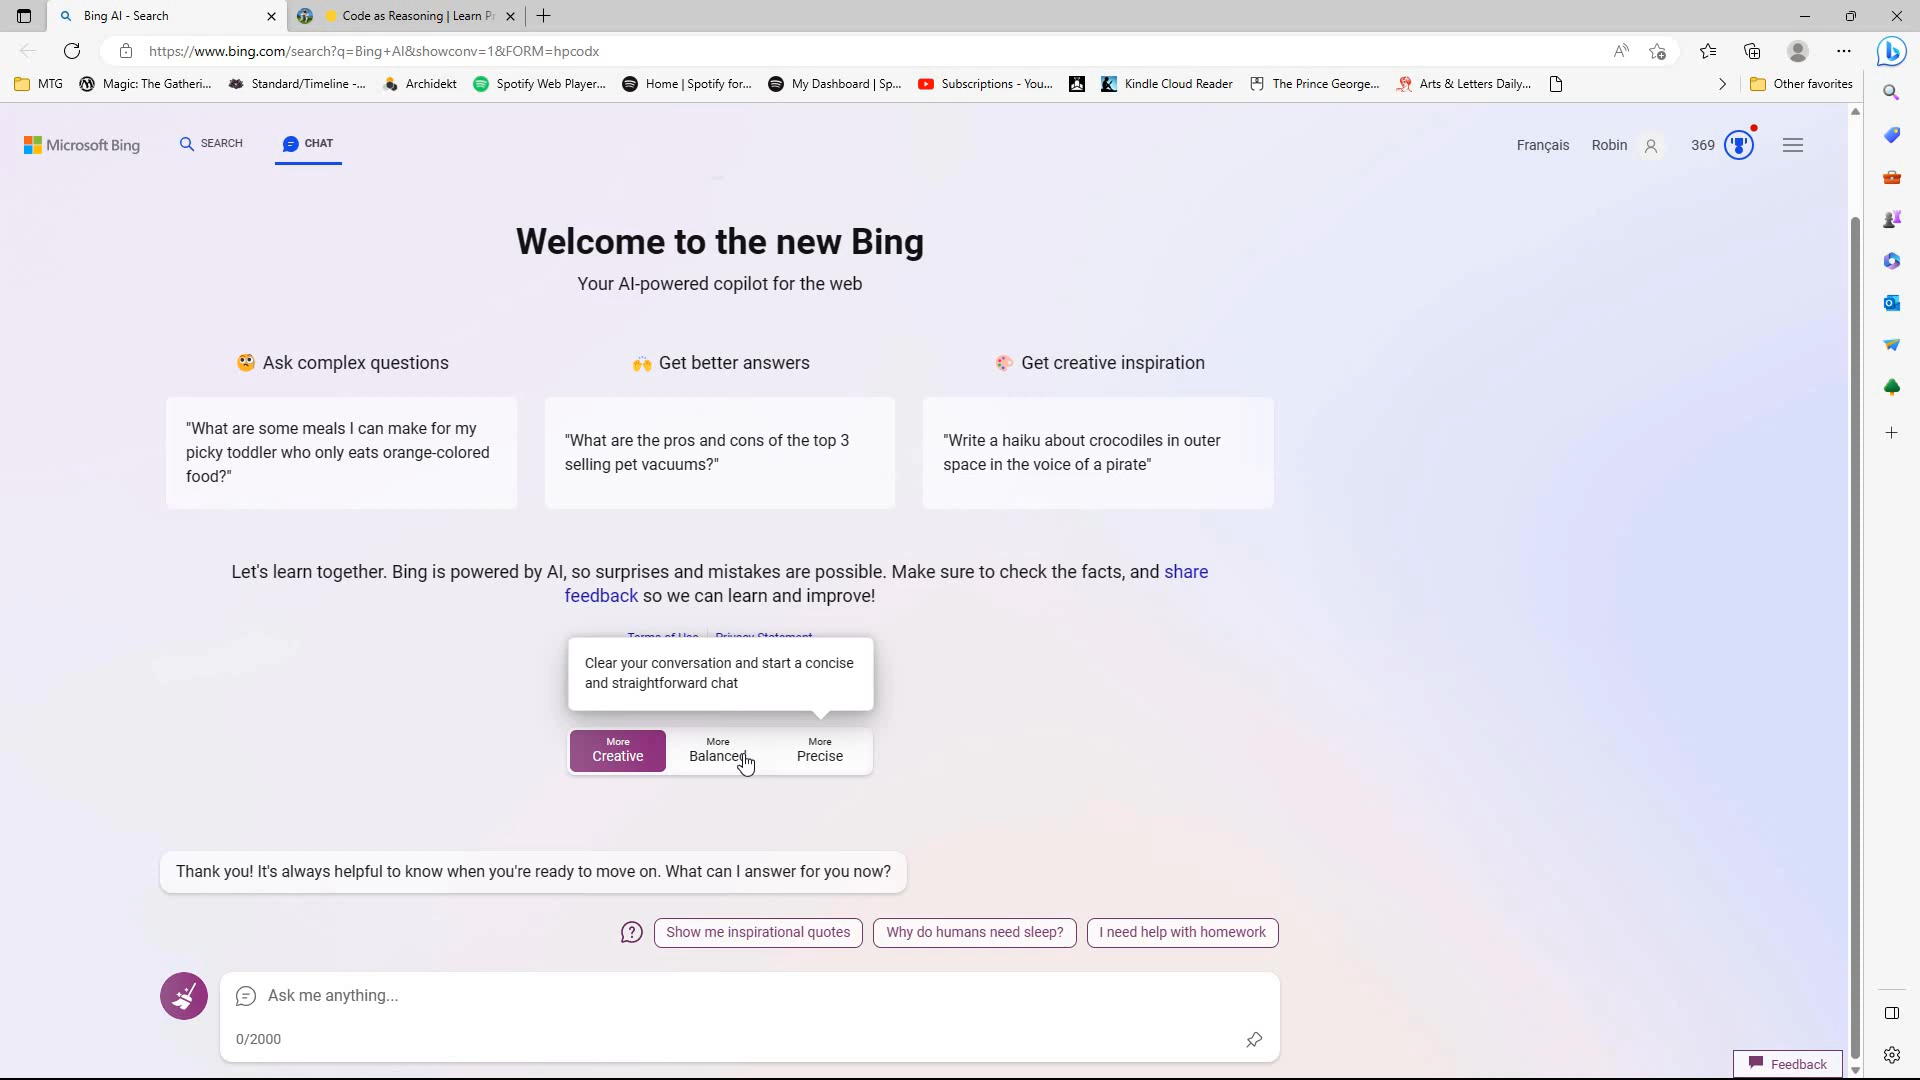 Bing AI - Search
Code as Reasoning | Learn Pr
https://www.bing.com/search?q=Bing+AI&showconv=1&FORM=hpcodx
MTG
Magic: The Gatheri...
Standard/Timeline -...
Archidekt
Spotify Web Player...
Home | Spotify for...
My Dashboard | Sp...
Subscriptions - You...
Kindle Cloud Reader
The Prince George...
Arts & Letters Daily...
Other favorites
Microsoft Bing
SEARCH
CHAT
Français
Robin
369
Welcome to the new Bing
Your AI-powered copilot for the web
Ask complex questions
Get better answers
Get creative inspiration
"What are some meals I can make for my
picky toddler who only eats orange-colored
food?"
"What are the pros and cons of the top 3
selling pet vacuums?"
"Write a haiku about crocodiles in outer
space in the voice of a pirate"
Let's learn together. Bing is powered by AI, so surprises and mistakes are possible. Make sure to check the facts, and share
feedback so we can learn and improve!
Terms of Use
Privacy Statement
Clear your conversation and start a concise
and straightforward chat
More
Creative
More
Balanced
More
Precise
Thank you! It's always helpful to know when you're ready to move on. What can I answer for you now?
Show me inspirational quotes
Why do humans need sleep?
I need help with homework
Ask me anything...
0/2000
Feedback